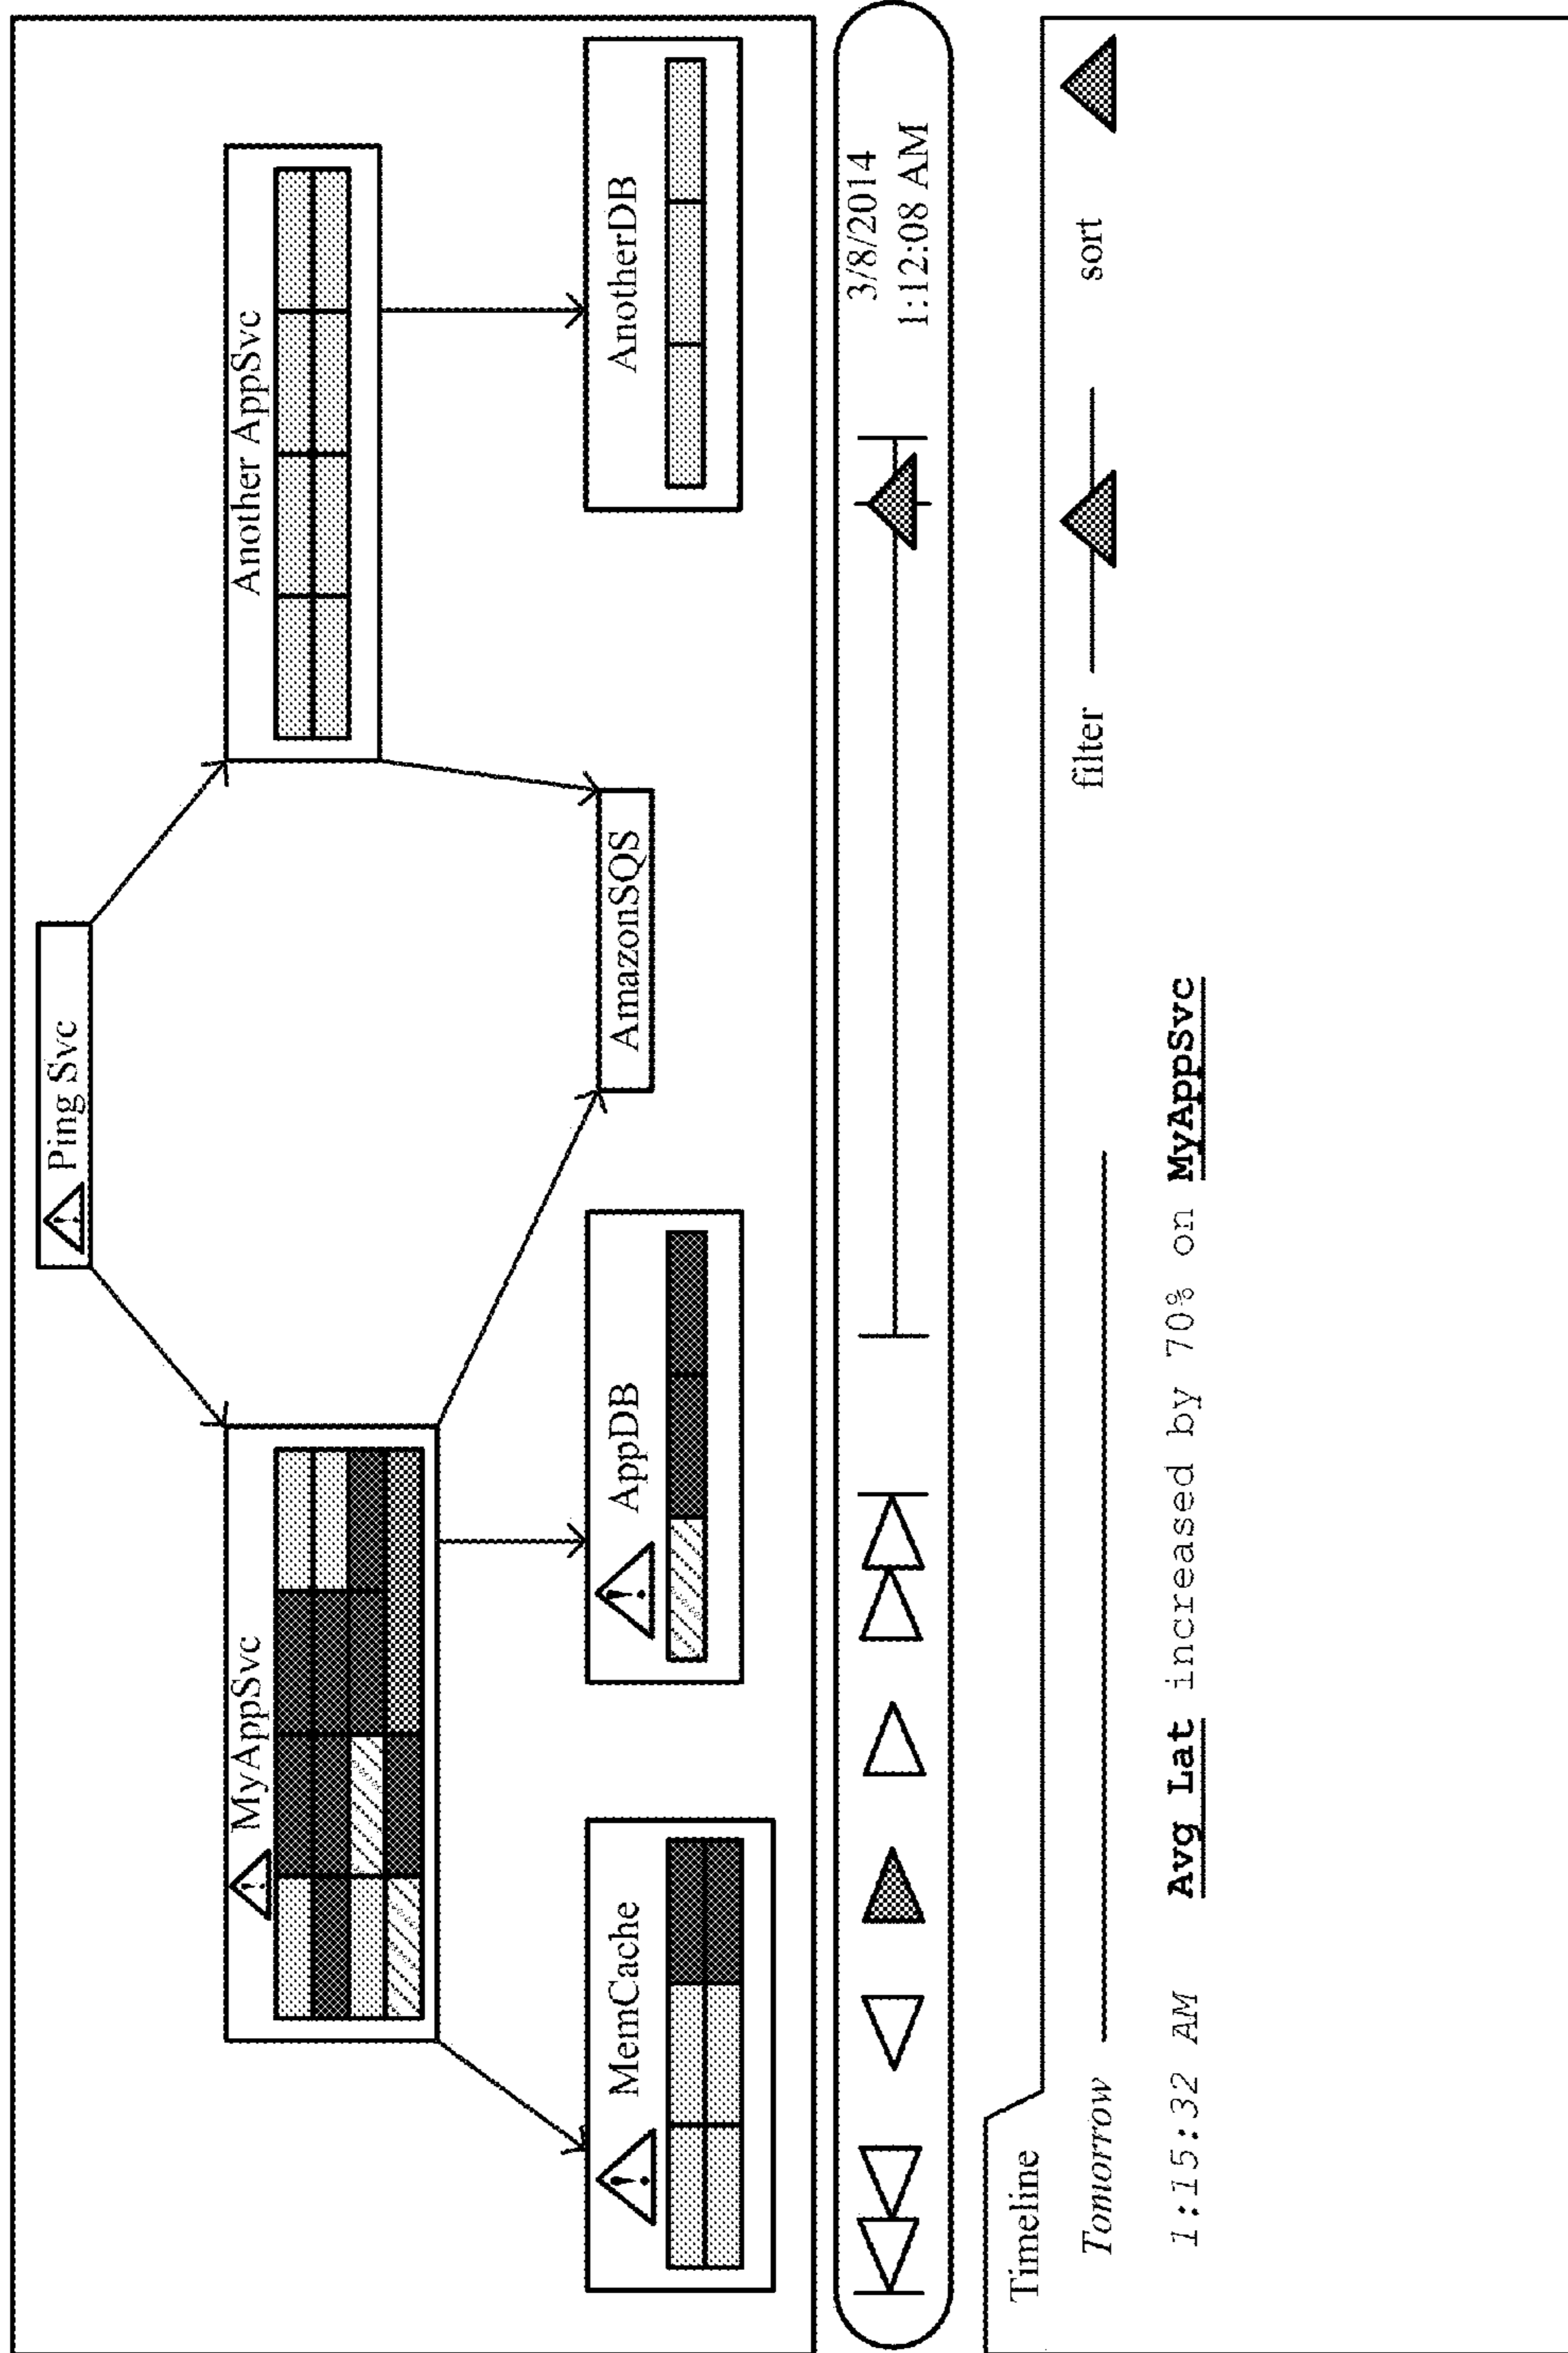 Ping Svc
MyAppSvc
Another AppSvc
MemCache
AppDB
AmazonSQS
AnotherDB
3/8/2014
1:12:08 AM
Timeline
Tomorrow
filter
sort
1:15:32 AM Avg Lat increased by 70% on MyAppSvc